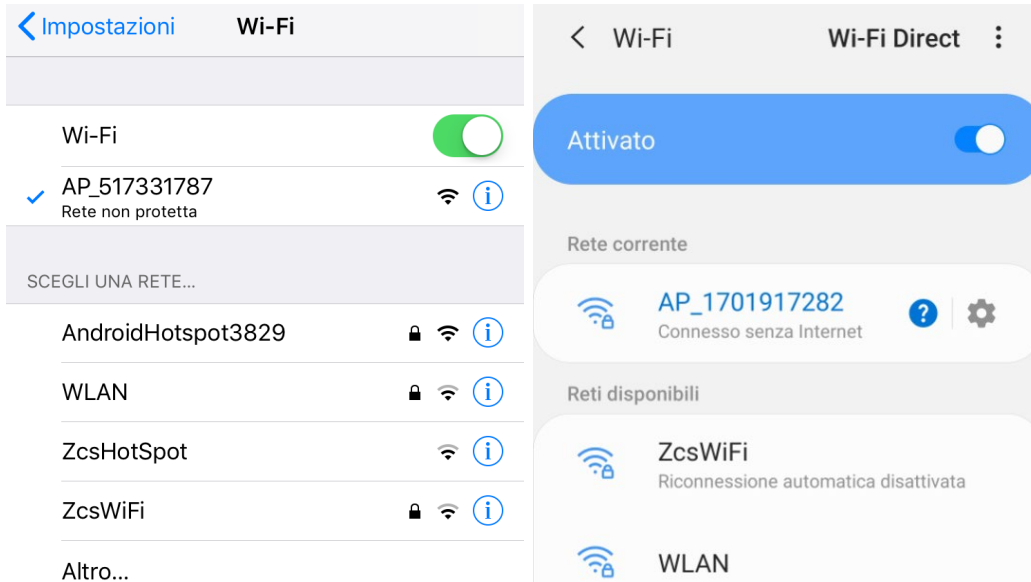 Impostazioni Wi-Fi
Wi-Fi
AP_517331787
Rete non protetta
SCEGLI UNA RETE...
AndroidHotspot3829
WLAN
ZcsHotSpot
ZcsWiFi
Altro...
Wi-Fi Wi-Fi Direct
Attivato
Rete corrente
AP_1701917282
Connesso senza Internet
Reti disponibili
ZcsWiFi
Riconnessione automatica disattivata
WLAN